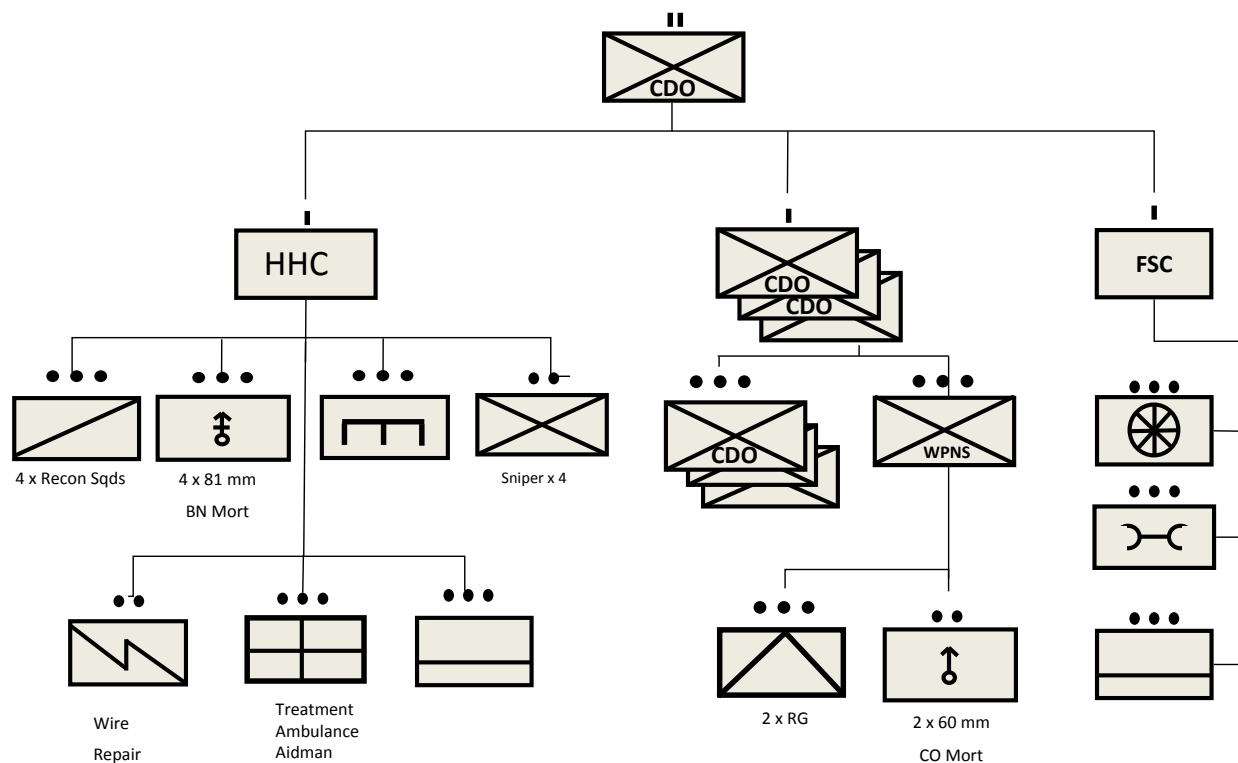 CDO
HHC
CDO
CDO
FSC
4 x Recon Sqds
4 x 81 mm
BN Mort
Sniper x 4
CDO
WPNS
Wire
Repair
Treatment
Ambulance
Aidman
2 x RG
2 x 60 mm
CO Mort